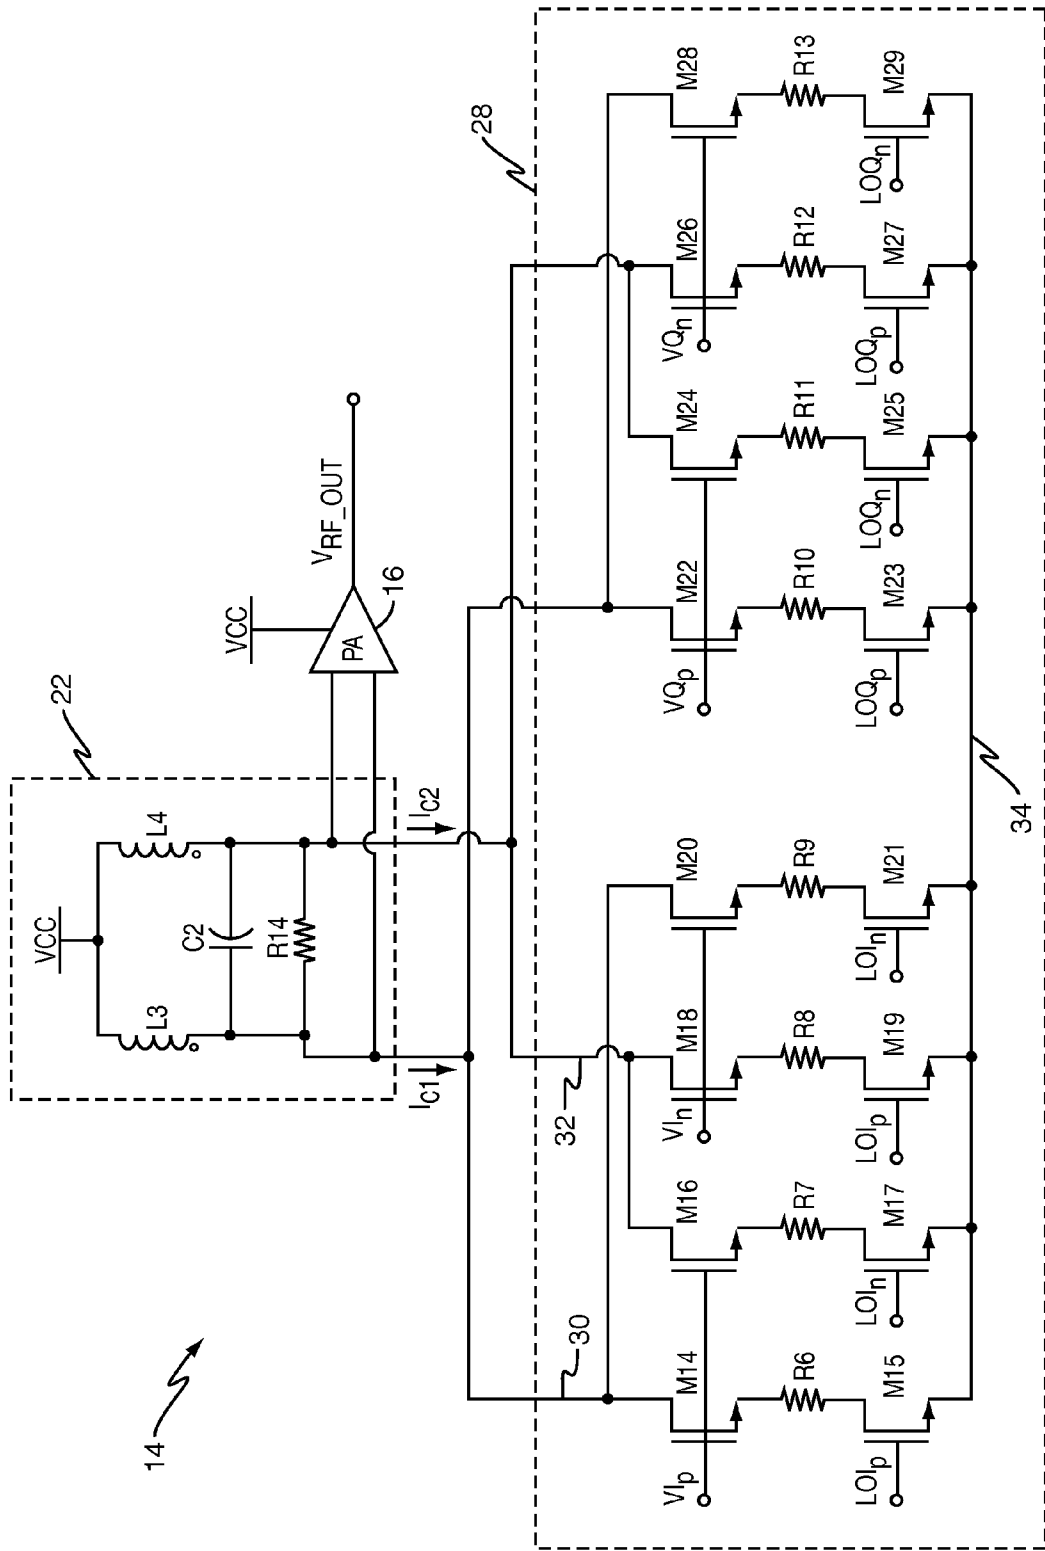 14
VCC
22
L3
L4
C2
R14
VCC
PA
16
VRF_OUT
IC1
IC2
28
30
32
VIp
M14
M16
VIn
M18
M20
VQp
M22
M24
VQn
M26
M28
R6
R7
R8
R9
R10
R11
R12
R13
LOIp
M15
LOIn
M17
LOIp
M19
LOIn
M21
LOQp
M23
LOQn
M25
LOQp
M27
LOQn
M29
34